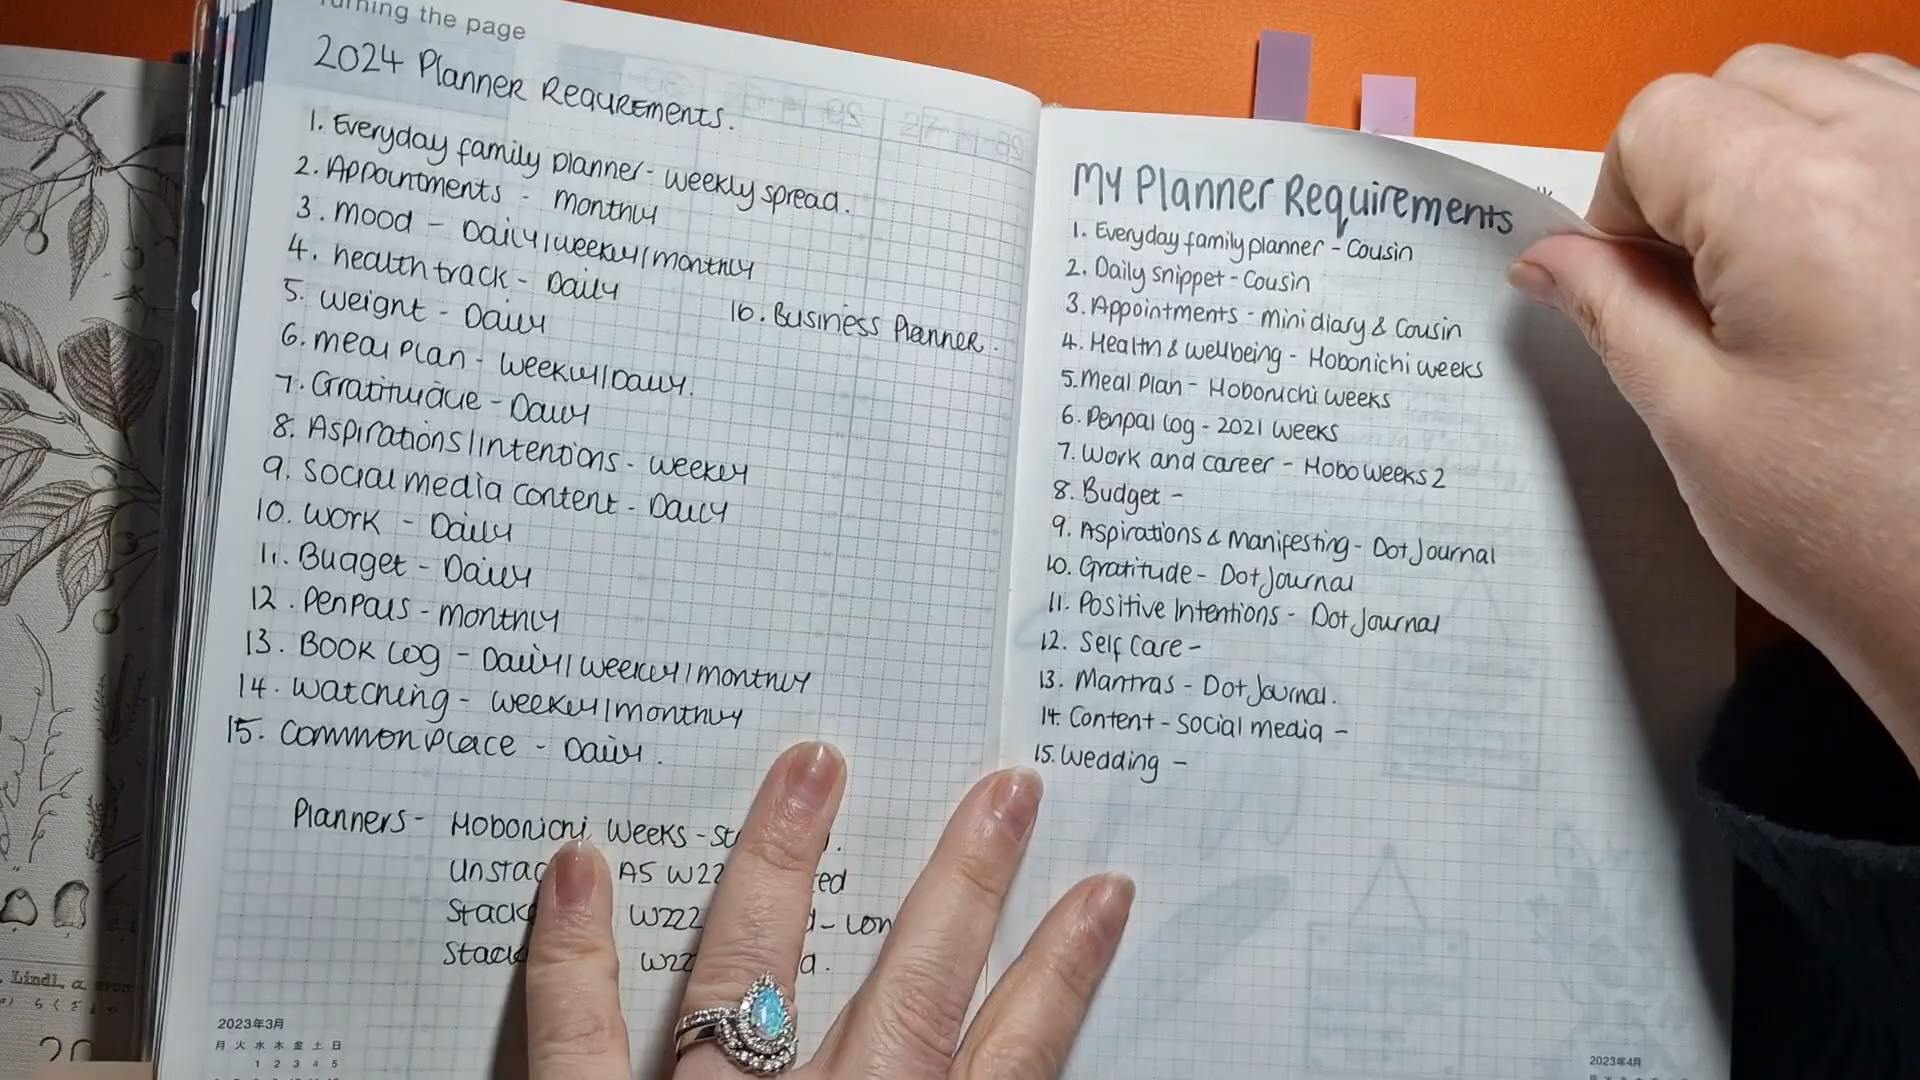 Turning the page
2024 Planner Requrements.
1. Everyday family planner - weekly spread.
2. Appointments - monthly
3. mood - Daily/weekly/monthly
4. health track - Daily
5. weight - Daily
16. Business Planner.
6. meal plan - weekly/Daily.
7. Gratituide - Daily
8. Aspirations/intentions - weekly
9. Social media content - Daily
10. work - Daily
11. Budget - Daily
12. Penpals - monthly
13. Book log - Daily/weekly/monthly
14. watching - weekly/monthly
15. Commonplace - Daily.
Planners - Hobonichi Weeks -
A5
W222
2023年3月
月 火 水 木 金 土 日
1 2 3 4 5
My Planner Requirements
1. Everyday family planner - Cousin
2. Daily snippet - Cousin
3. Appointments - mini diary & Cousin
4. Health & wellbeing - Hobonichi weeks
5. Meal Plan - Hobonichi weeks
6. Penpal log - 2021 weeks
7. Work and career - Hobo weeks 2
8. Budget -
9. Aspirations & manifesting - Dot Journal
10. Gratitude - Dot Journal
11. Positive Intentions - Dot Journal
12. Self Care -
13. Mantras - Dot Journal.
14. Content - social media -
15. Wedding -
2023年4月
Lindl. a